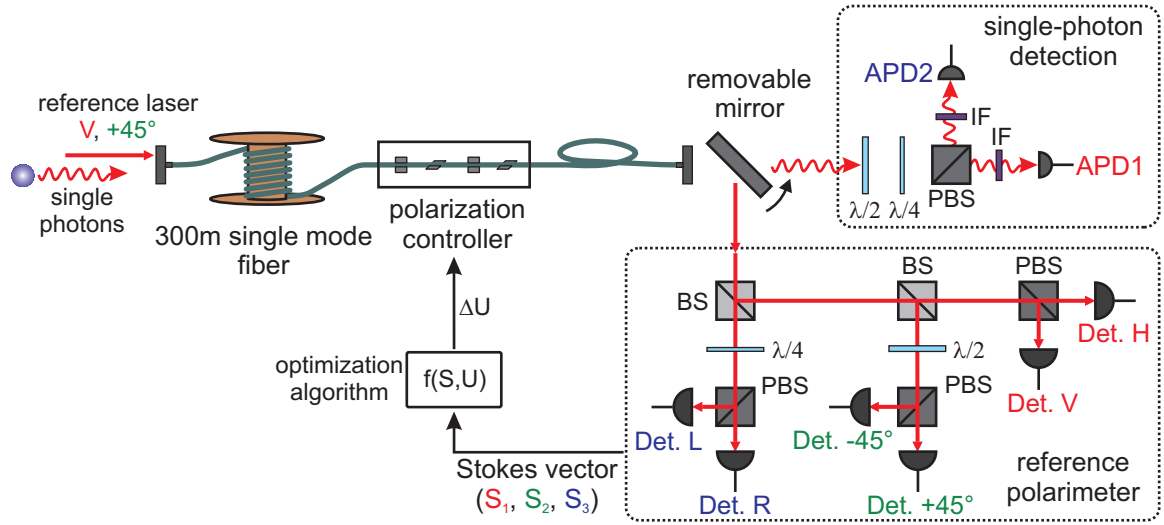 reference laser
V, +45°
single
photons
300m single mode
fiber
polarization
controller
ΔU
optimization
algorithm
f(S,U)
Stokes vector
(S₁, S₂, S₃)
removable
mirror
single-photon
detection
APD2
IF
IF
APD1
λ/2
λ/4
PBS
BS
BS
PBS
Det. H
λ/4
λ/2
Det. V
PBS
PBS
Det. L
Det. -45°
Det. R
Det. +45°
reference
polarimeter